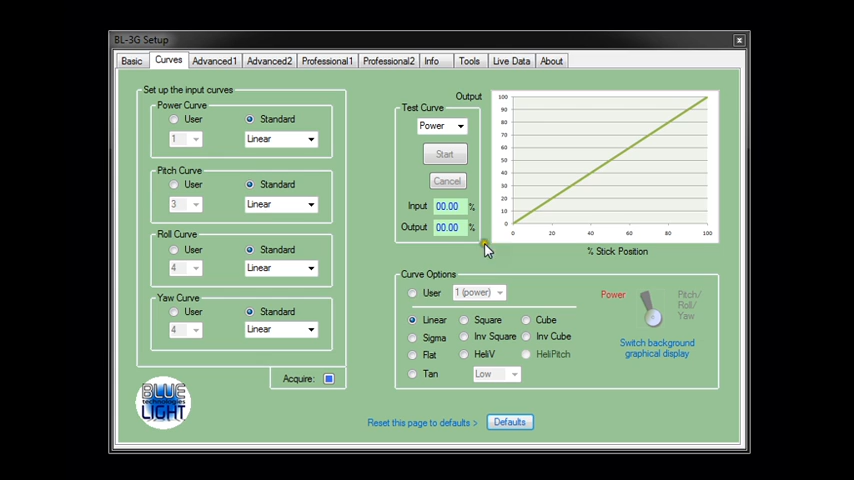 BL-3G Setup
Basic Curves Advanced1 Advanced2 Professional1 Professional2 Info Tools Live Data About
Set up the input curves
Power Curve
User Standard
1 Linear
Pitch Curve
User Standard
3 Linear
Roll Curve
User Standard
4 Linear
Yaw Curve
User Standard
4 Linear
Acquire:
BLUE
technologies
LIGHT
Test Curve
Power
Start
Cancel
Input 00.00 %
Output 00.00 %
Output
100
90
80
70
60
50
40
30
20
10
0
0 20 40 60 80 100
% Stick Position
Curve Options
User 1 (power)
Linear Square Cube
Sigma Inv Square Inv Cube
Flat HeliV HeliPitch
Tan Low
Power
Pitch/
Roll/
Yaw
Switch background
graphical display
Reset this page to defaults > Defaults